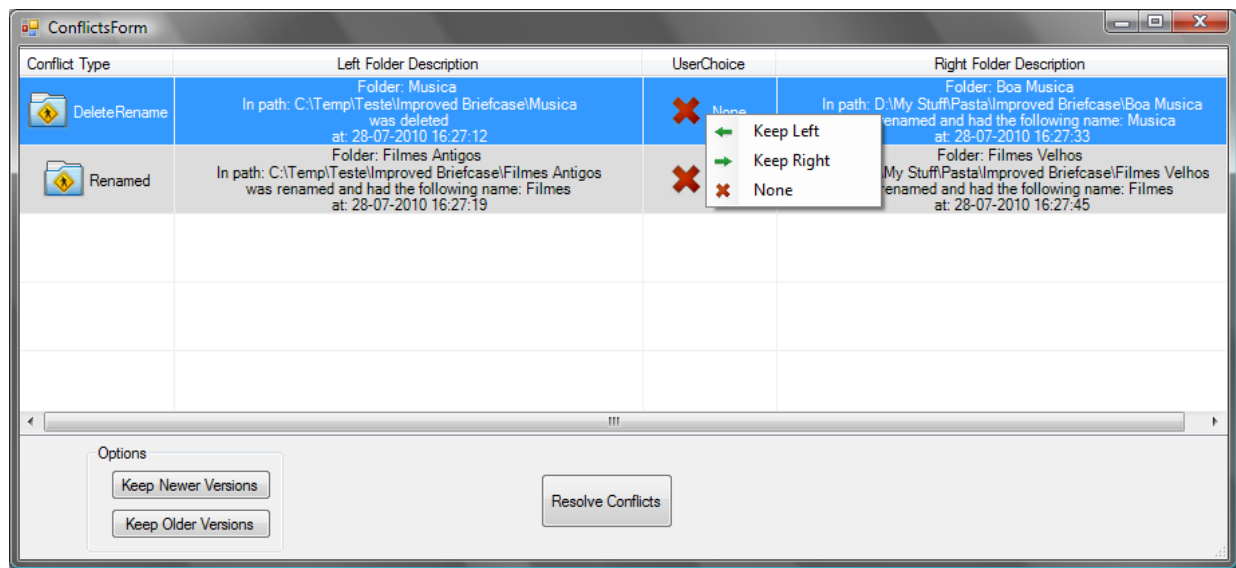 ConflictsForm
Conflict Type Left Folder Description UserChoice Right Folder Description
DeleteRename
Folder: Musica
In path: C:\Temp\Teste\Improved Briefcase\Musica
was deleted
at: 28-07-2010 16:27:12
None
Folder: Boa Musica
In path: D:\My Stuff\Pasta\Improved Briefcase\Boa Musica
enamed and had the following name: Musica
at: 28-07-2010 16:27:33
Keep Left
Keep Right
None
Renamed
Folder: Filmes Antigos
In path: C:\Temp\Teste\Improved Briefcase\Filmes Antigos
was renamed and had the following name: Filmes
at: 28-07-2010 16:27:19
Folder: Filmes Velhos
My Stuff\Pasta\Improved Briefcase\Filmes Velhos
enamed and had the following name: Filmes
at: 28-07-2010 16:27:45
Options
Keep Newer Versions
Keep Older Versions
Resolve Conflicts